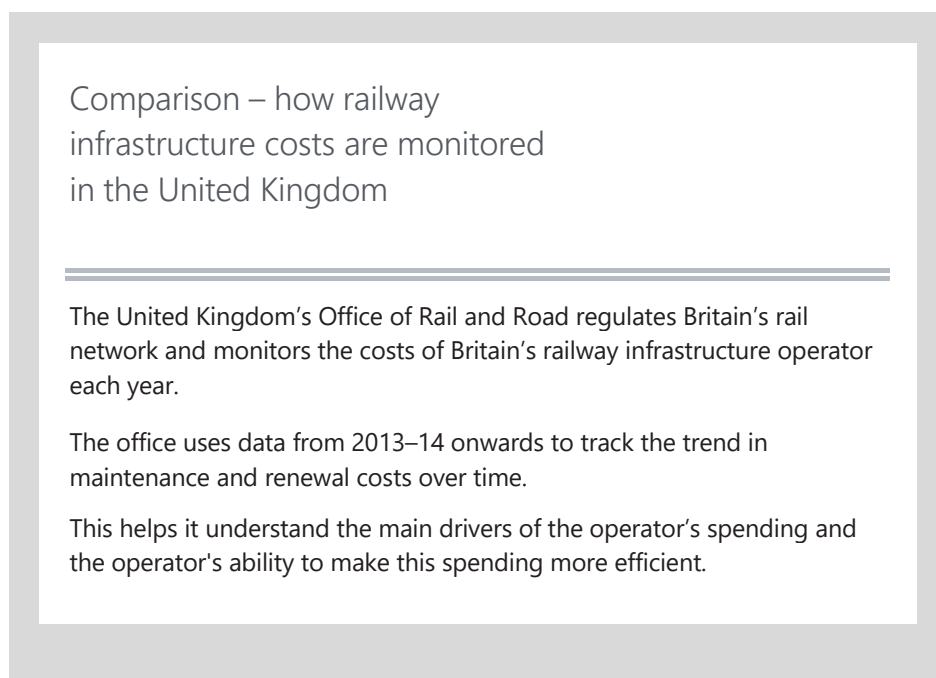 Comparison – how railway
infrastructure costs are monitored
in the United Kingdom
The United Kingdom’s Office of Rail and Road regulates Britain’s rail
network and monitors the costs of Britain’s railway infrastructure operator
each year.
The office uses data from 2013–14 onwards to track the trend in
maintenance and renewal costs over time.
This helps it understand the main drivers of the operator’s spending and
the operator's ability to make this spending more efficient.